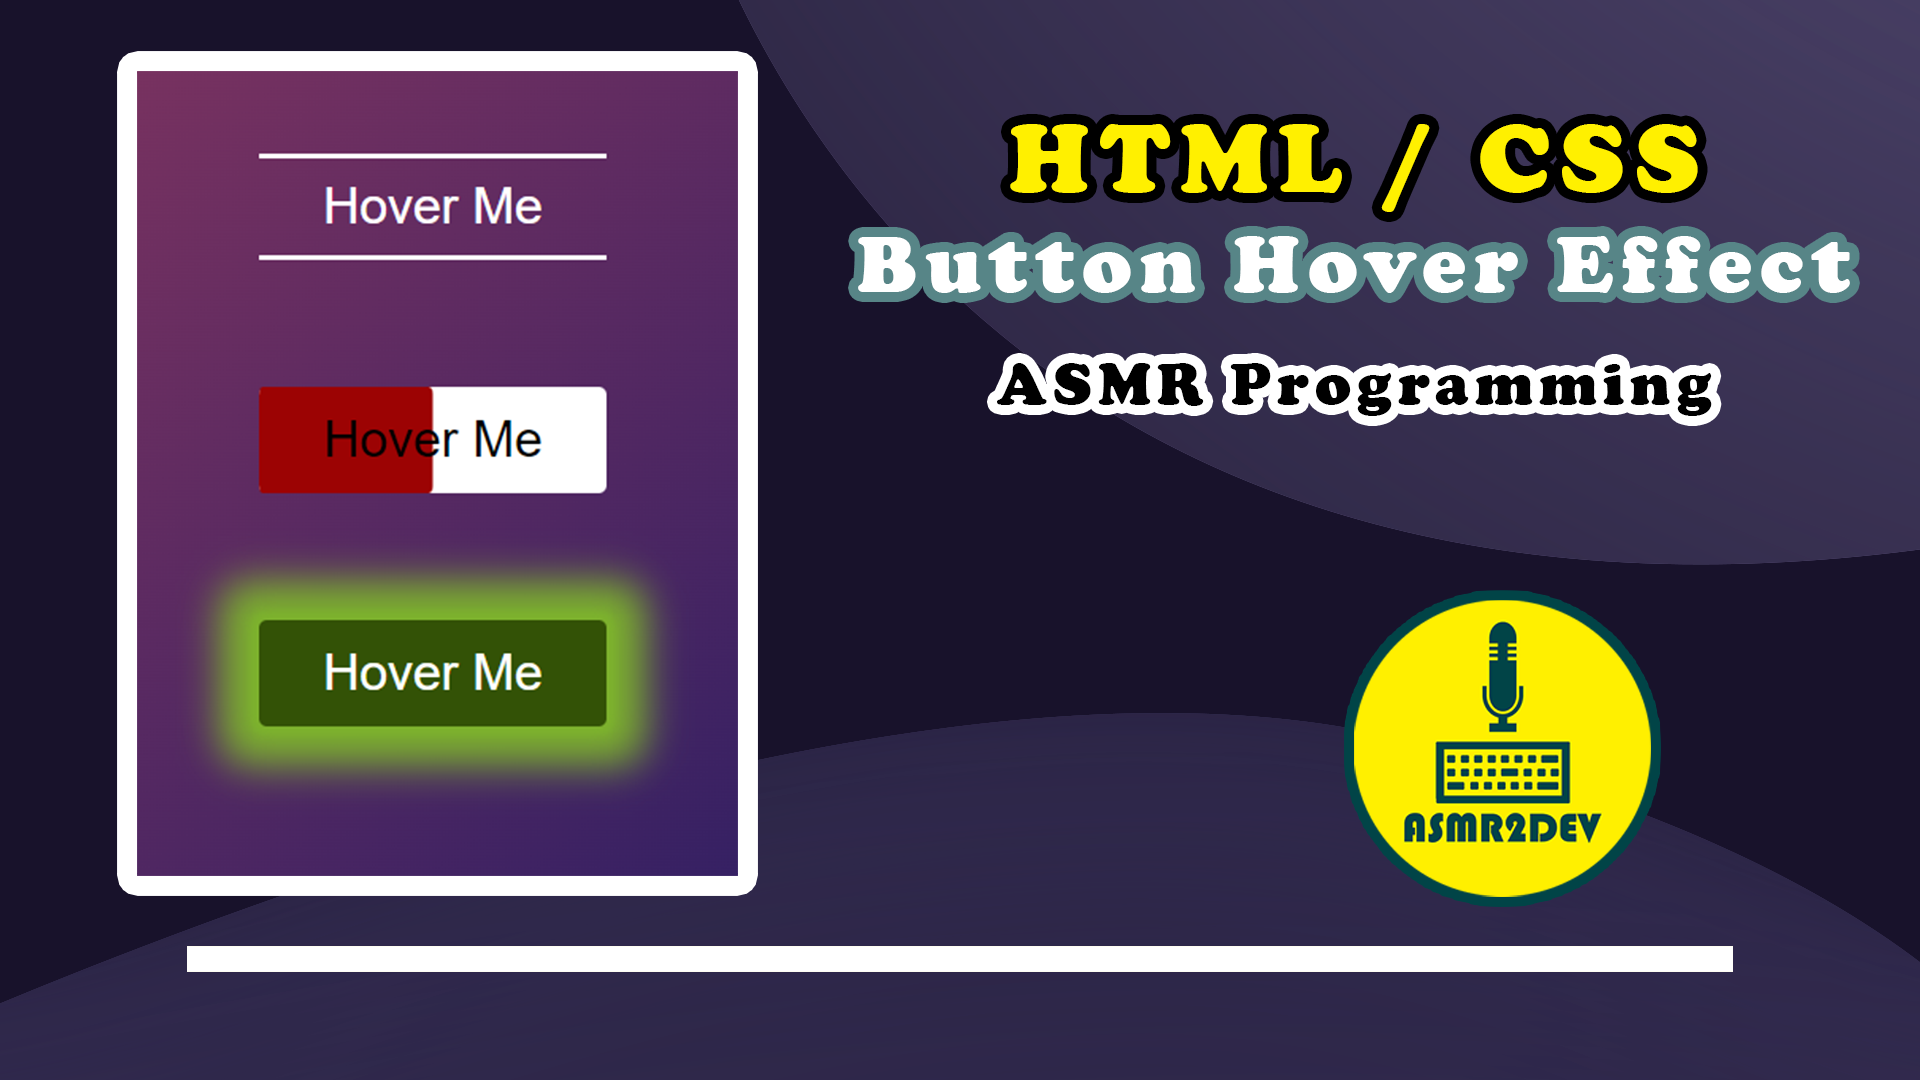 Hover Me
Hover Me
Hover Me
HTML / CSS
Button Hover Effect
ASMR Programming
ASMR2DEV